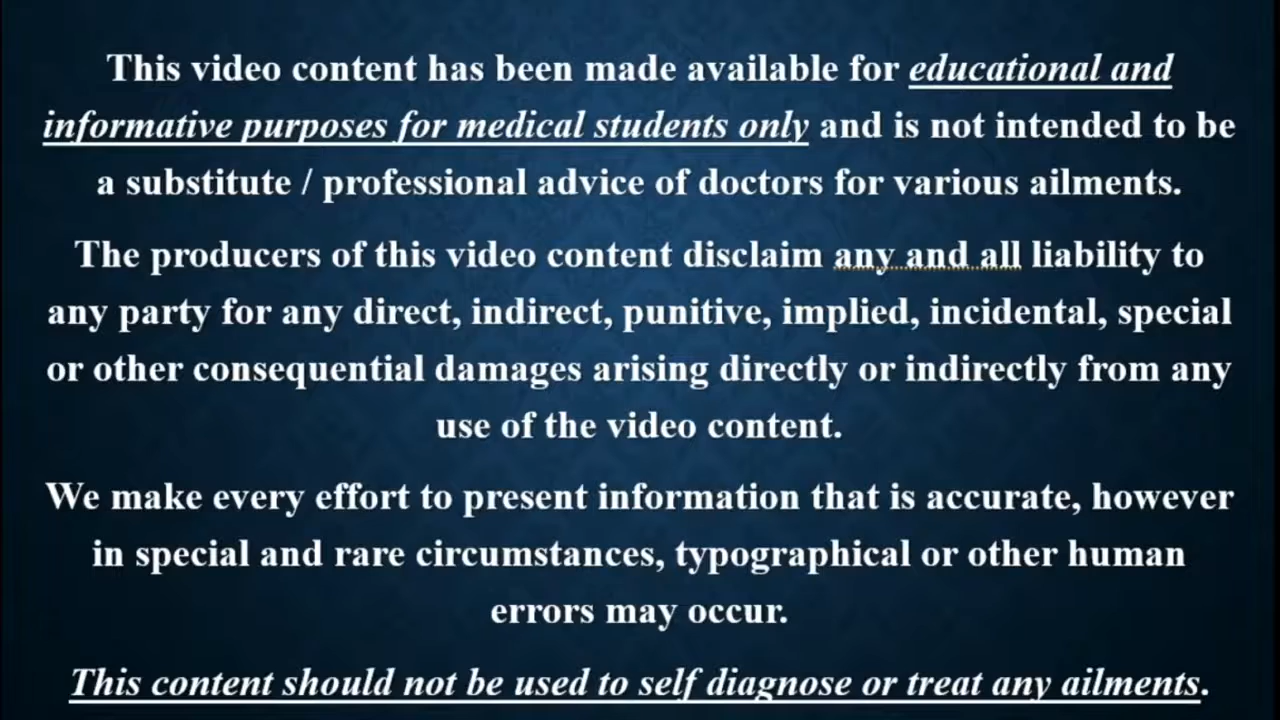 This video content has been made available for educational and
informative purposes for medical students only and is not intended to be
a substitute / professional advice of doctors for various ailments.
The producers of this video content disclaim any and all liability to
any party for any direct, indirect, punitive, implied, incidental, special
or other consequential damages arising directly or indirectly from any
use of the video content.
We make every effort to present information that is accurate, however
in special and rare circumstances, typographical or other human
errors may occur.
This content should not be used to self diagnose or treat any ailments.